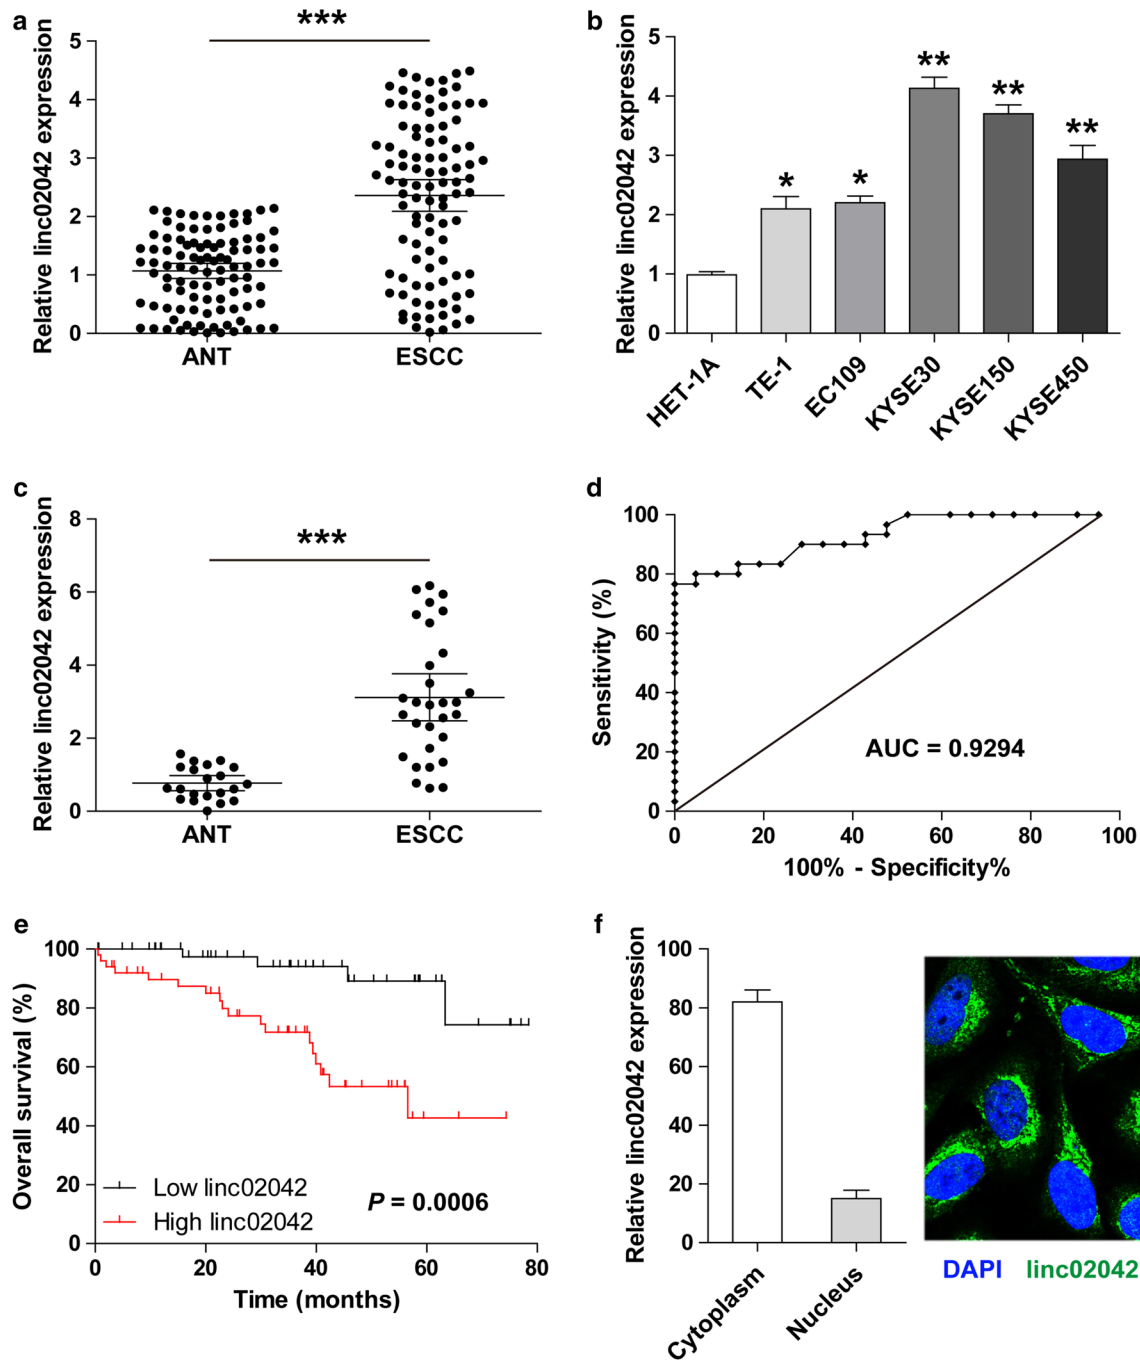 a
***
Relative linc02042 expression
5
4
3
2
1
0
ANT
ESCC
b
Relative linc02042 expression
5
4
3
2
1
0
*
*
**
**
**
HET-1A
TE-1
EC109
KYSE30
KYSE150
KYSE450
c
***
Relative linc02042 expression
8
6
4
2
0
ANT
ESCC
d
Sensitivity (%)
100
80
60
40
20
0
AUC = 0.9294
0
20
40
60
80
100
100% - Specificity%
e
Overall survival (%)
100
80
60
40
20
0
Low linc02042
High linc02042
P = 0.0006
0
20
40
60
80
Time (months)
f
Relative linc02042 expression
100
80
60
40
20
0
Cytoplasm
Nucleus
DAPI linc02042